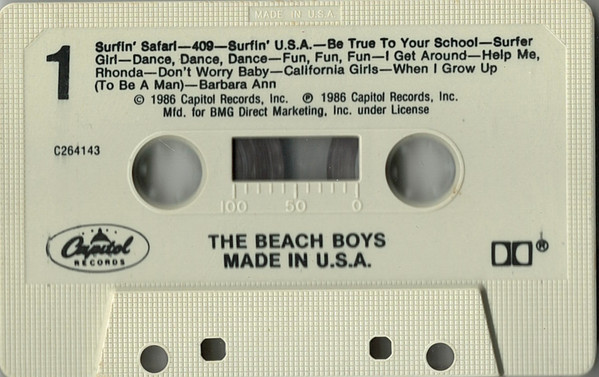 MADE IN U.S.A.
1
Surfin' Safari—409—Surfin' U.S.A.—Be True To Your School—Surfer
Girl—Dance, Dance, Dance—Fun, Fun, Fun—I Get Around—Help Me,
Rhonda—Don't Worry Baby—California Girls—When I Grow Up
(To Be A Man)—Barbara Ann
© 1986 Capitol Records, Inc. ℗ 1986 Capitol Records, Inc.
Mfd. for BMG Direct Marketing, Inc. under License
C264143
100 50 0
Capitol
RECORDS
THE BEACH BOYS
MADE IN U.S.A.
®